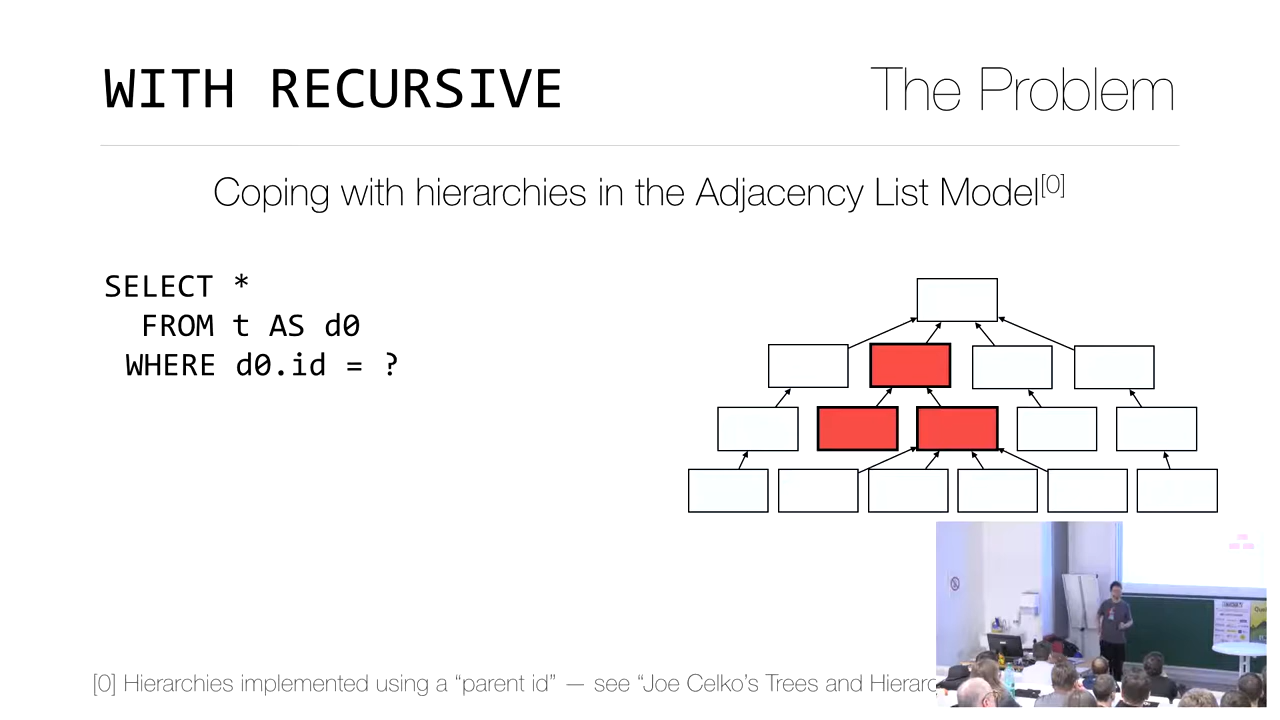 WITH RECURSIVE
The Problem
Coping with hierarchies in the Adjacency List Model[0]
SELECT *
FROM t AS d0
WHERE d0.id = ?
[0] Hierarchies implemented using a “parent id” — see “Joe Celko’s Trees and